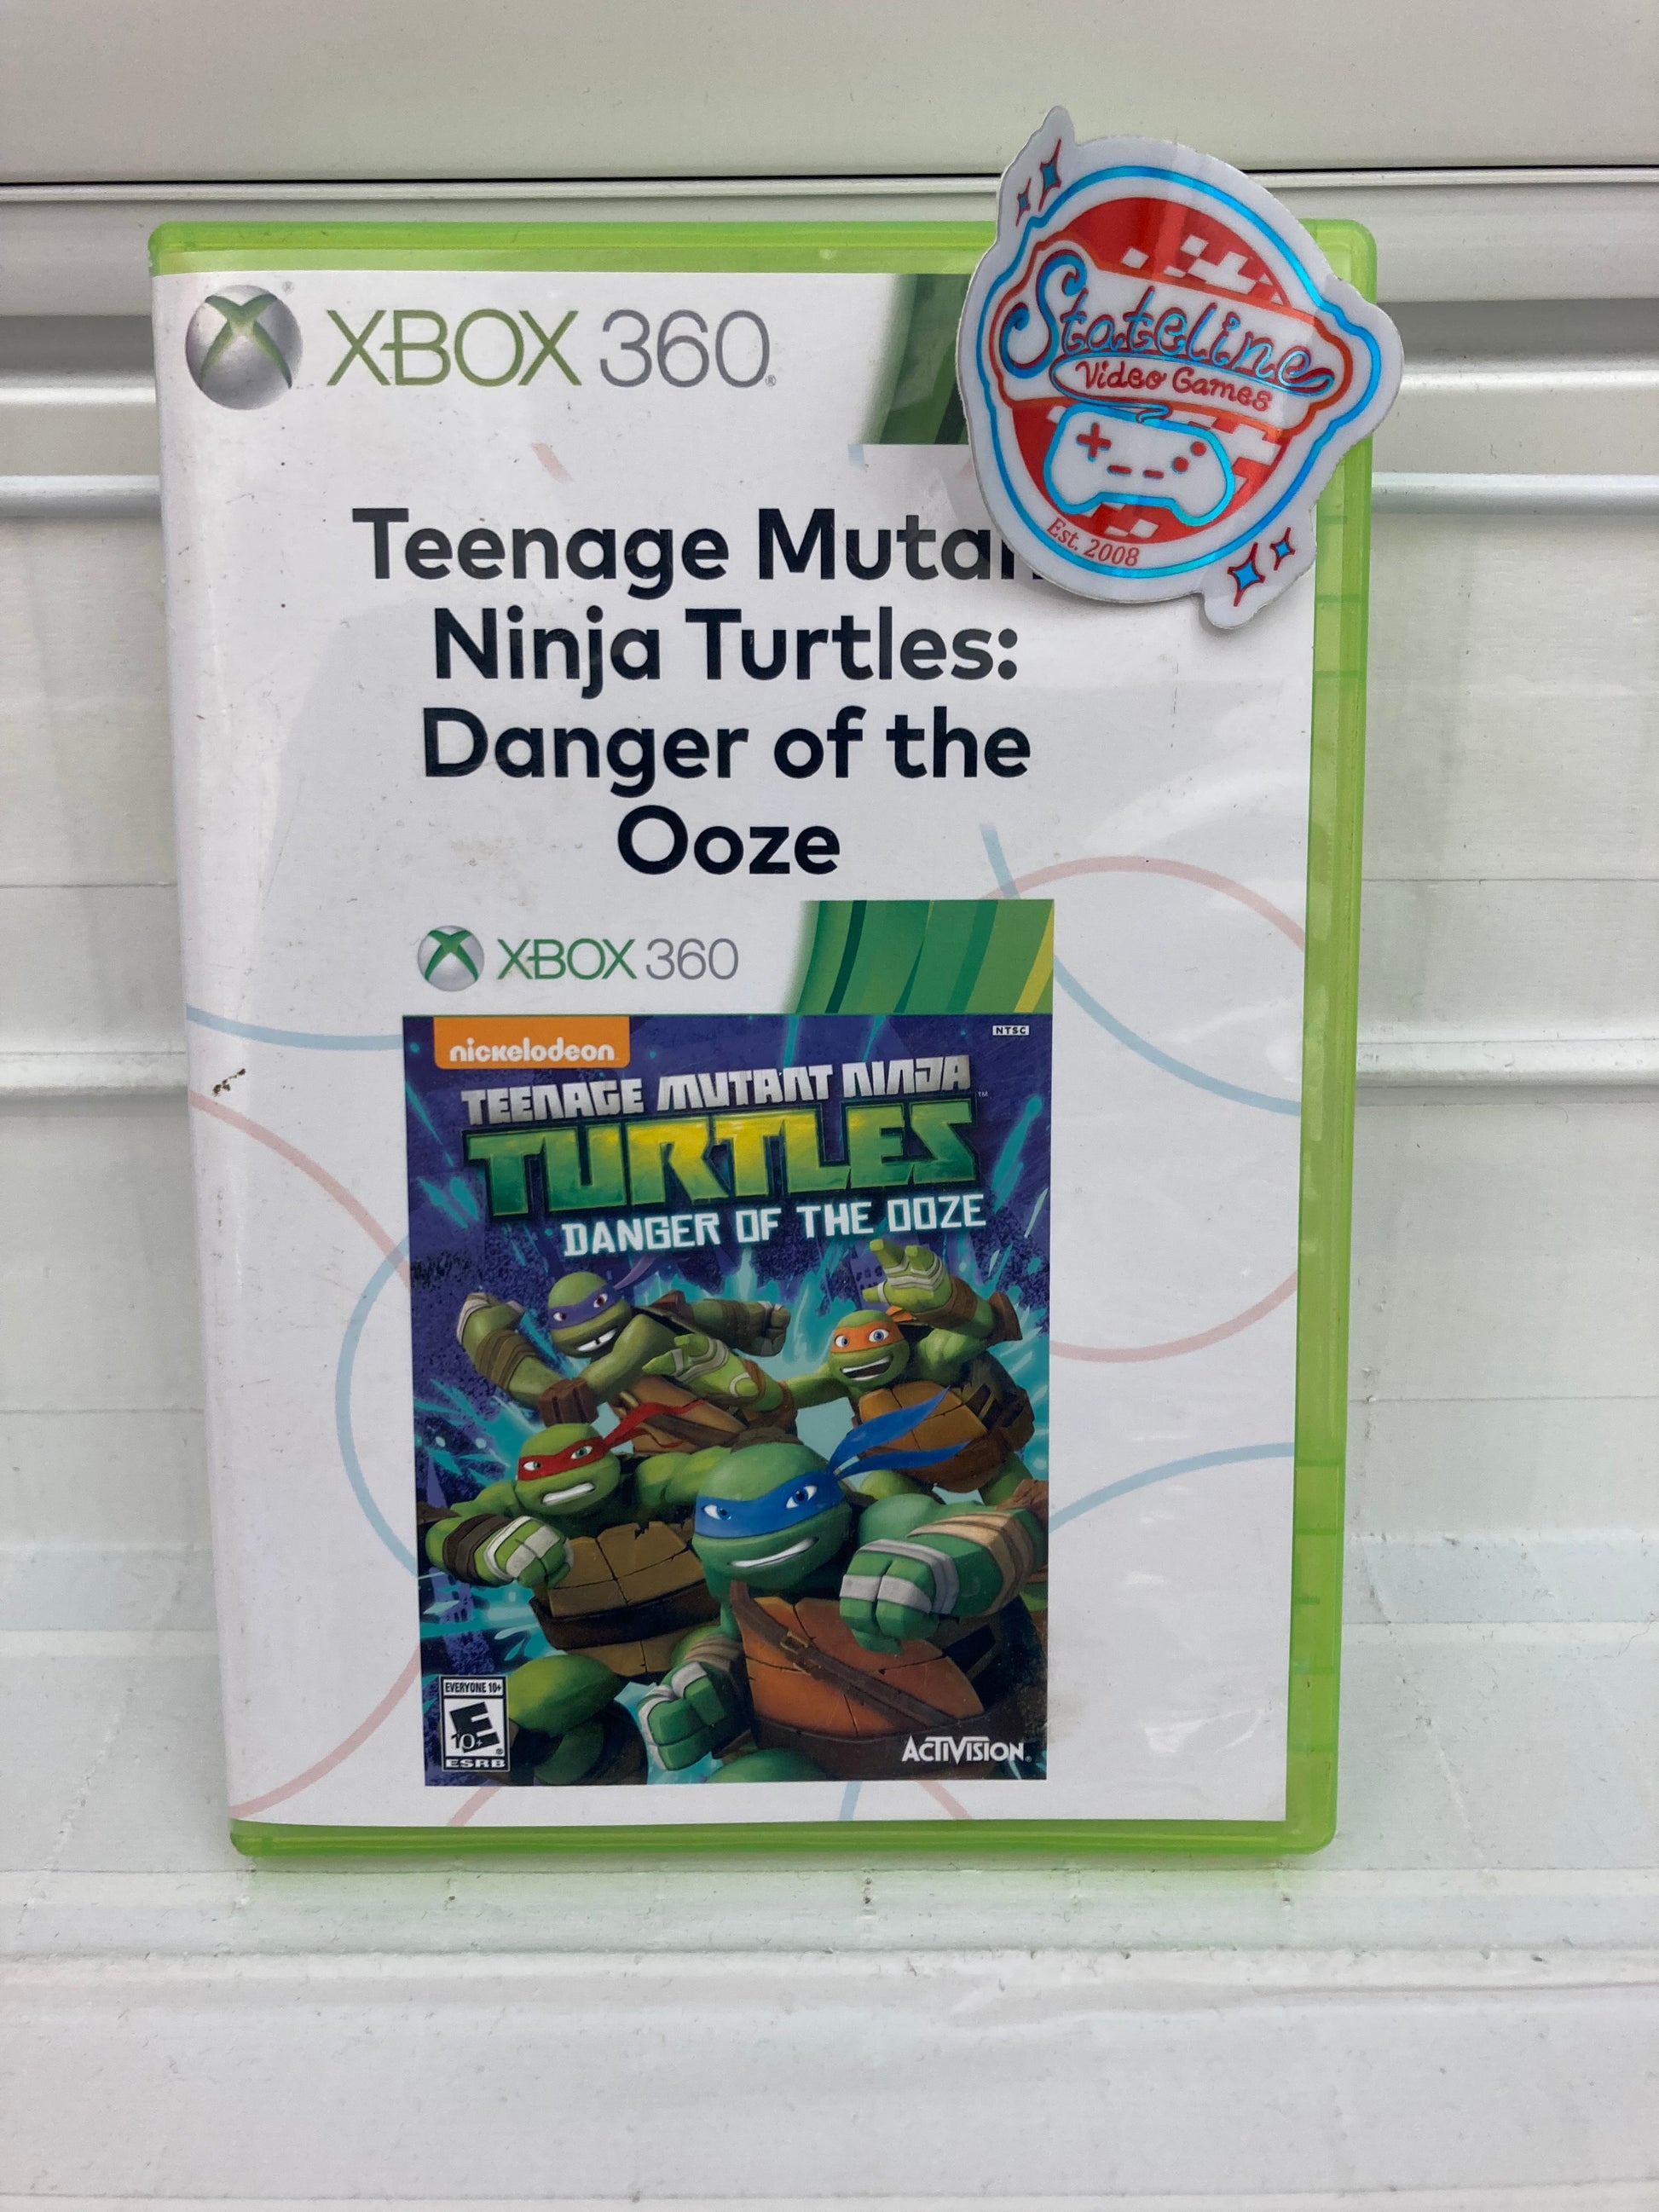 XBOX 360
Stateline
Video Games
Est. 2008
Teenage
Ninja Turtles:
Danger of the
Ooze
XBOX 360
nickelodeon
NTSC
TEENAGE MUTANT NINJA
TURTLES
TM
DANGER OF THE OOZE
EVERYONE 10+
E
10+
ESRB
ACTIVISION